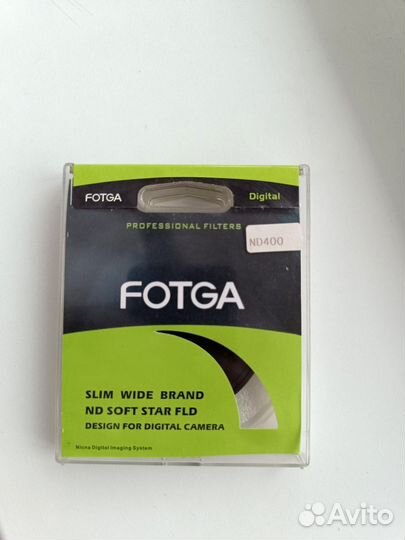 FOTGA
Digital
PROFESSIONAL FILTERS
ND400
FOTGA
SLIM WIDE BRAND
ND SOFT STAR FLD
DESIGN FOR DIGITAL CAMERA
Micna Digital Imaging System
Avito